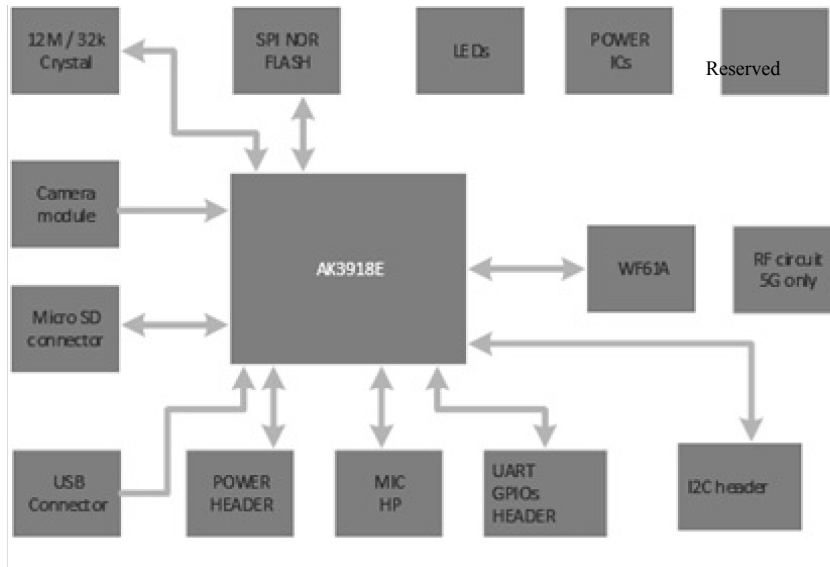 12M / 32k
Crystal
SPI NOR
FLASH
LEDs
POWER
ICs
Reserved
Camera
module
AK3918E
WF61A
RF circuit
5G only
Micro SD
connector
USB
Connector
POWER
HEADER
MIC
HP
UART
GPIOs
HEADER
I2C header